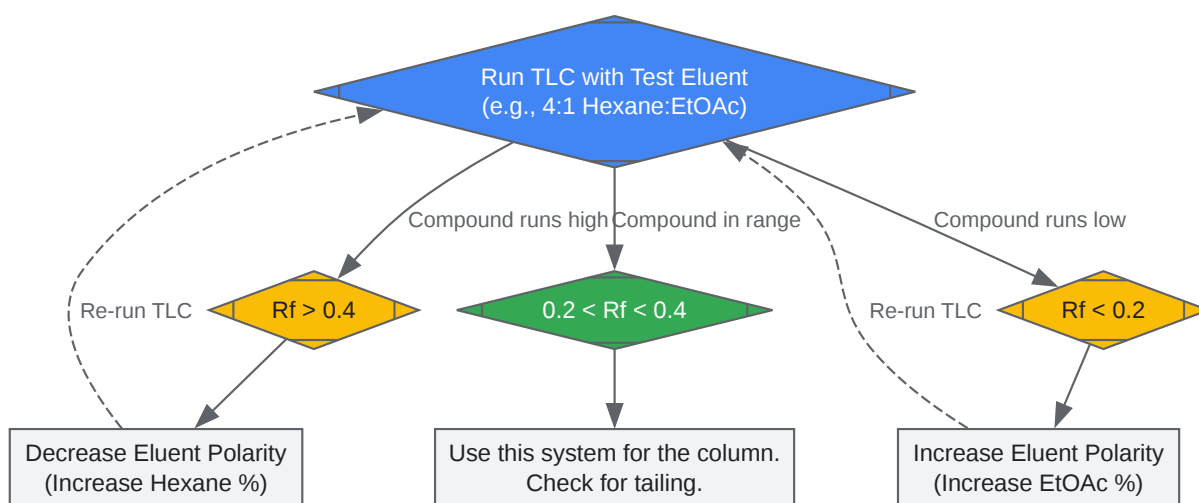 Run TLC with Test Eluent
(e.g., 4:1 Hexane:EtOAc)
Compound runs high
Compound in range
Compound runs low
Re-run TLC
Rf > 0.4
0.2 < Rf < 0.4
Re-run TLC
Rf < 0.2
Decrease Eluent Polarity
(Increase Hexane %)
Use this system for the column.
Check for tailing.
Increase Eluent Polarity
(Increase EtOAc %)